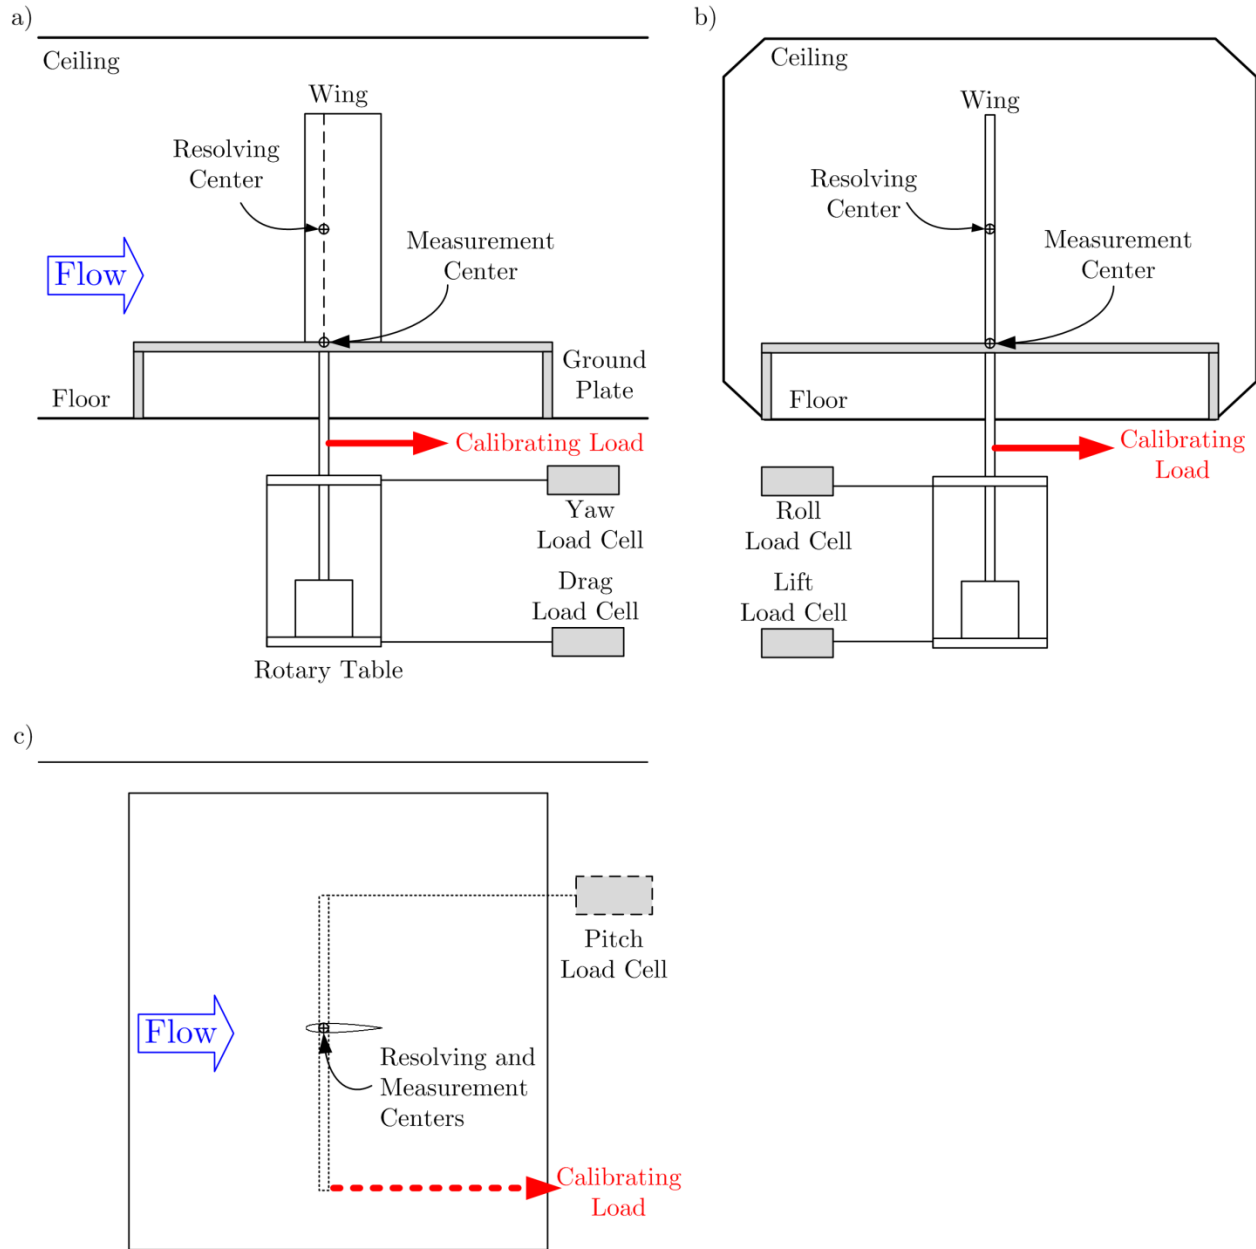 a)
Ceiling
Wing
Resolving
Center
Measurement
Center
Flow
Ground
Plate
Floor
Calibrating Load
Yaw
Load Cell
Drag
Load Cell
Rotary Table
b)
Ceiling
Wing
Resolving
Center
Measurement
Center
Floor
Calibrating
Load
Roll
Load Cell
Lift
Load Cell
c)
Pitch
Load Cell
Flow
Resolving and
Measurement
Centers
Calibrating
Load